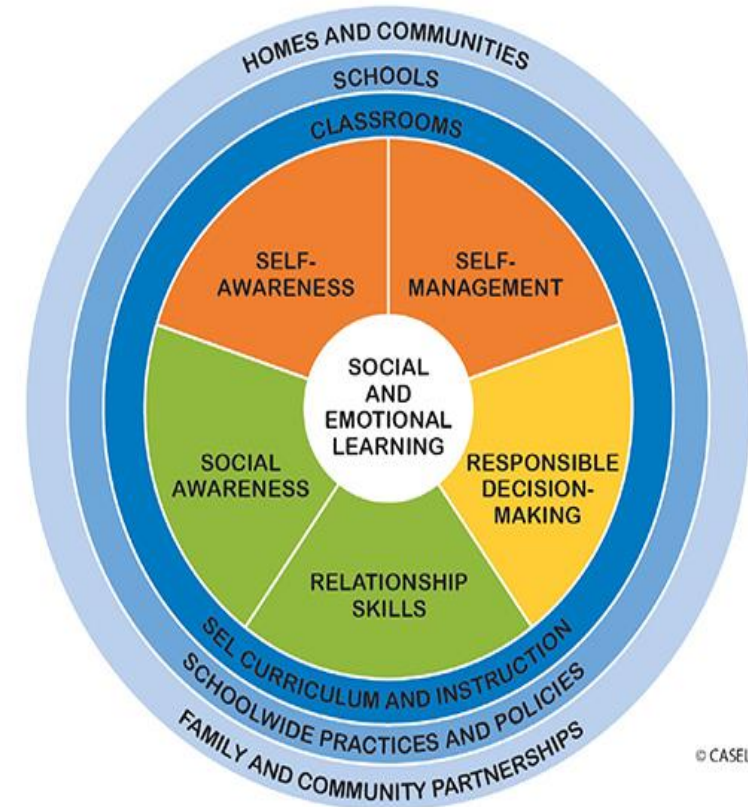 HOMES AND COMMUNITIES
SCHOOLS
CLASSROOMS
SELF-
AWARENESS
SELF-
MANAGEMENT
SOCIAL
AND
EMOTIONAL
LEARNING
SOCIAL
AWARENESS
RESPONSIBLE
DECISION-
MAKING
RELATIONSHIP
SKILLS
SEL CURRICULUM AND INSTRUCTION
SCHOOLWIDE PRACTICES AND POLICIES
FAMILY AND COMMUNITY PARTNERSHIPS
© CASEL